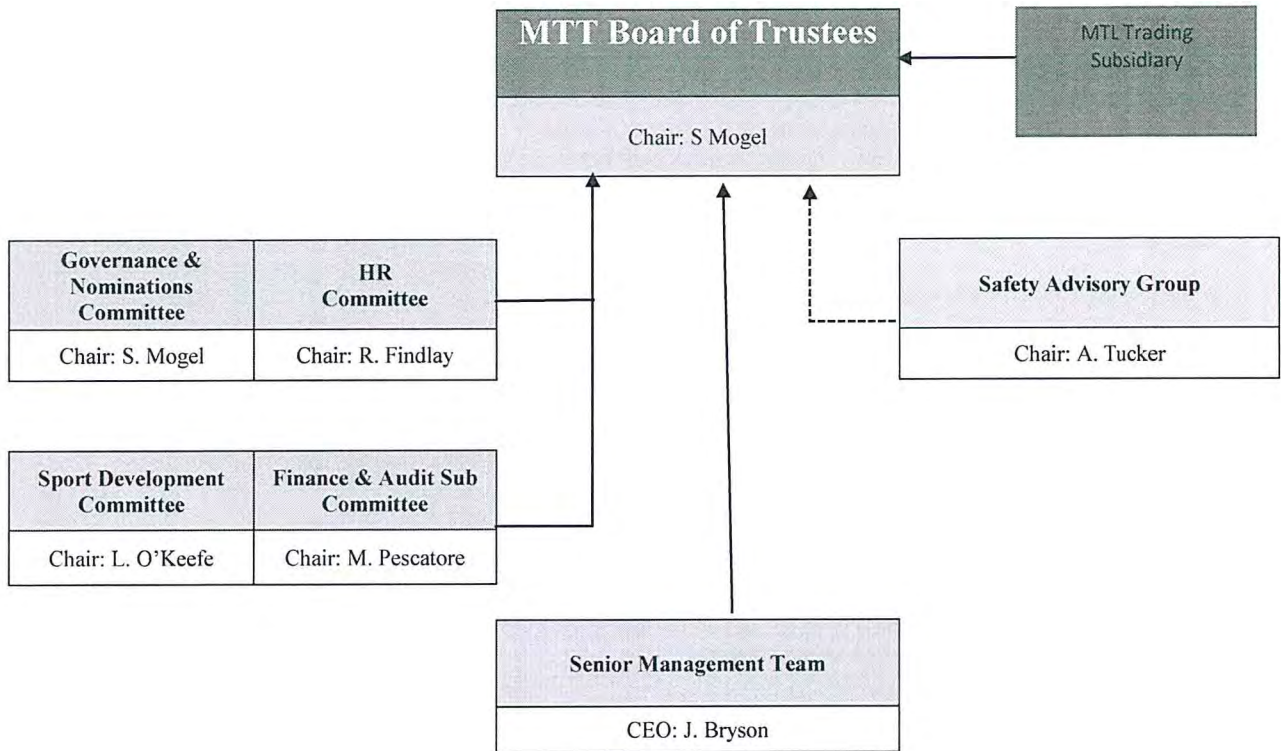 MTT Board of Trustees
Chair: S Mogel
MTL Trading
Subsidiary
Governance &
Nominations
Committee
Chair: S. Mogel
HR
Committee
Chair: R. Findlay
Safety Advisory Group
Chair: A. Tucker
Sport Development
Committee
Chair: L. O’Keefe
Finance & Audit Sub
Committee
Chair: M. Pescatore
Senior Management Team
CEO: J. Bryson